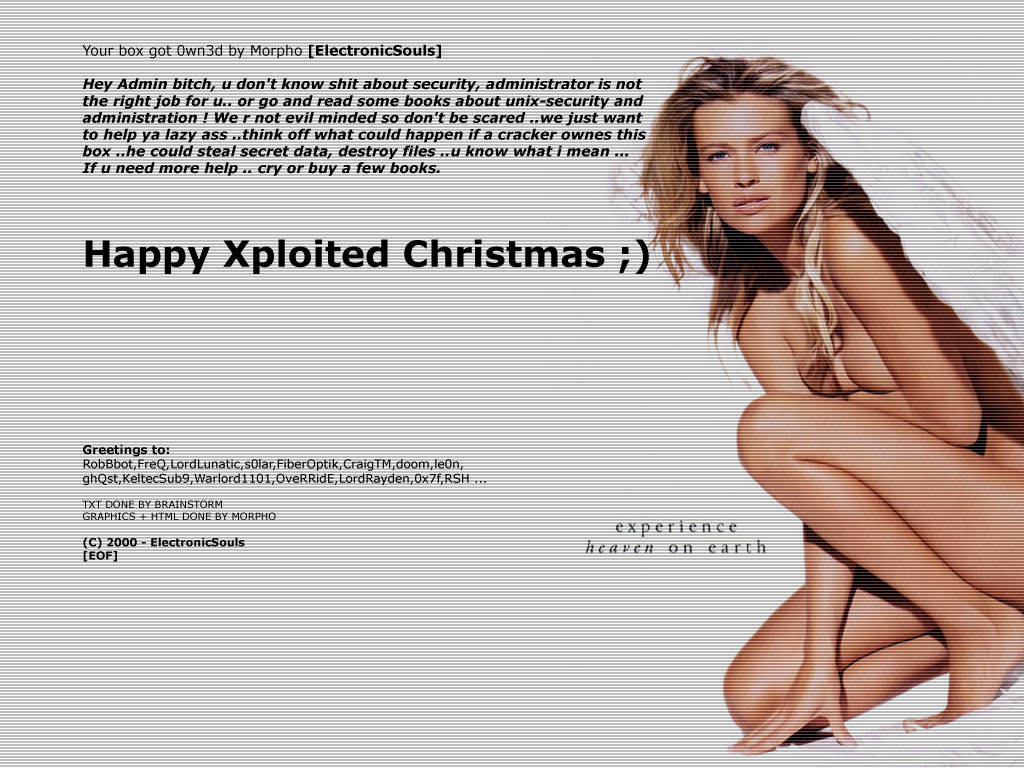 Your box got 0wn3d by Morpho [ElectronicSouls]
Hey Admin bitch, u don't know shit about security, administrator is not
the right job for u.. or go and read some books about unix-security and
administration ! We r not evil minded so don't be scared ..we just want
to help ya lazy ass ..think off what could happen if a cracker ownes this
box ..he could steal secret data, destroy files ..u know what i mean ...
If u need more help .. cry or buy a few books.
Happy Xploited Christmas ;)
Greetings to:
RobBbot,FreQ,LordLunatic,s0lar,FiberOptik,CraigTM,doom,le0n,
ghQst,KeltecSub9,Warlord1101,OveRRidE,LordRayden,0x7f,RSH ...
TXT DONE BY BRAINSTORM
GRAPHICS + HTML DONE BY MORPHO
(C) 2000 - ElectronicSouls
[EOF]
experience
heaven on earth